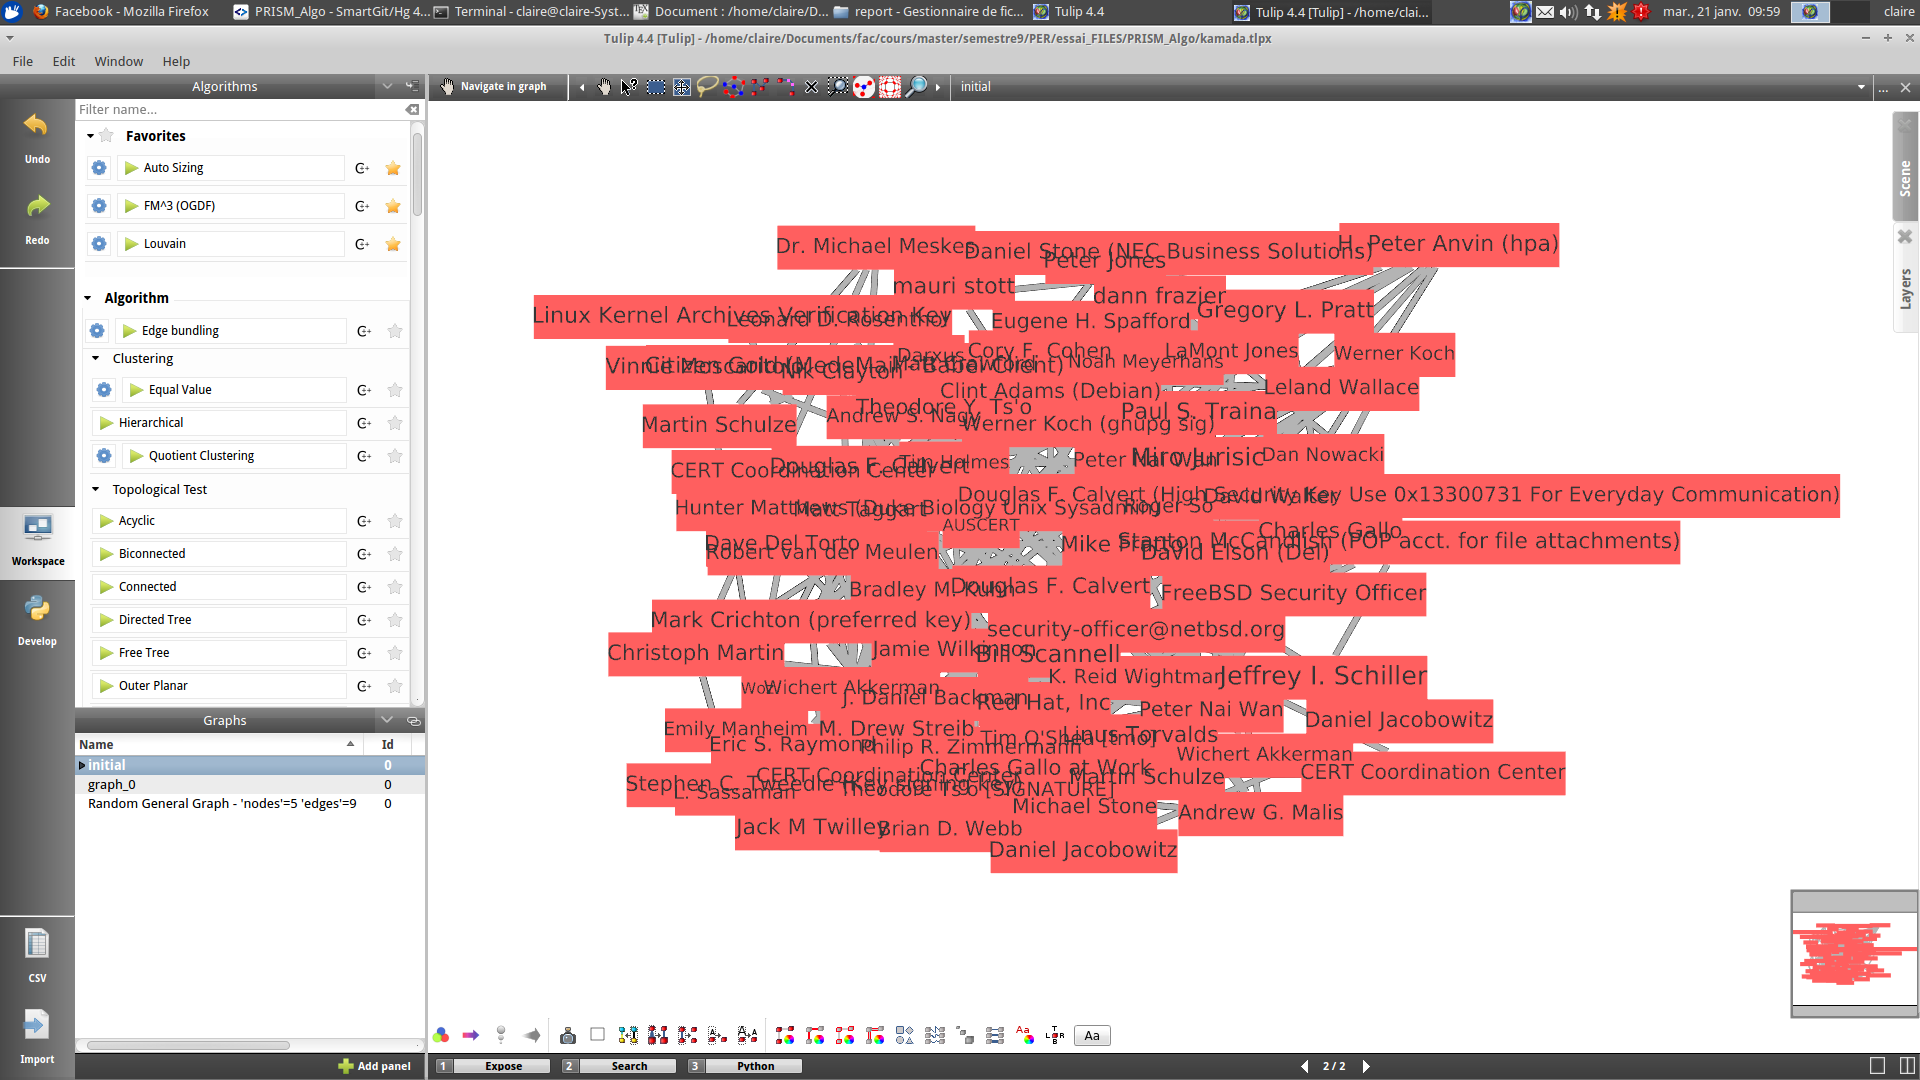 Facebook - Mozilla Firefox
PRISM_Algo - SmartGit/Hg 4...
Terminal - claire@claire-Syst...
Document : /home/claire/D...
report - Gestionnaire de fic...
Tulip 4.4
Tulip 4.4 [Tulip] - /home/clai...
mar., 21 janv. 09:59
claire
Tulip 4.4 [Tulip] - /home/claire/Documents/fac/cours/master/semestre9/PER/essai_FILES/PRISM_Algo/kamada.tlpx
File Edit Window Help
Algorithms
Navigate in graph
initial
...
Filter name...
Undo
Redo
Workspace
Develop
CSV
Import
Favorites
Auto Sizing
FM^3 (OGDF)
Louvain
Algorithm
Edge bundling
Clustering
Equal Value
Hierarchical
Quotient Clustering
Topological Test
Acyclic
Biconnected
Connected
Directed Tree
Free Tree
Outer Planar
Graphs
Name Id
initial 0
graph_0 0
Random General Graph - 'nodes'=5 'edges'=9 0
Add panel
Scene
Layers
Dr. Michael Meskes
Daniel Stone (NEC Business Solutions)
H. Peter Anvin (hpa)
Peter Jones
mauri stott
dann frazier
Linux Kernel Archives Verification Key
Leonard D. Rosenthol
Eugene H. Spafford
Gregory L. Pratt
Darxus
Cory F. Cohen
LaMont Jones
Werner Koch
Noah Meyerhans
Nik Clayton
Clint Adams (Debian)
Leland Wallace
Theodore Y. Ts'o
Andrew S. Nagy
Paul S. Traina
Martin Schulze
Werner Koch (gnupg sig)
CERT Coordination Center
Douglas F. Calvert
Tim Holmes
Peter Nai Wan
Miro Jurisic
Dan Nowacki
Douglas F. Calvert (High Security Key Use 0x13300731 For Everyday Communication)
David Walker
Hunter Matthews (Duke Biology Unix Sysadmin)
Matt Taggart
Roger So
AUSCERT
Charles Gallo
Dave Del Torto
Robert van der Meulen
Mike Fratto
Stanton McCandlish (POP acct. for file attachments)
David Elson (Del)
Bradley M. Kuhn
Douglas F. Calvert
FreeBSD Security Officer
Mark Crichton (preferred key)
security-officer@netbsd.org
Christoph Martin
Jamie Wilkinson
Bill Scannell
K. Reid Wightman
Jeffrey I. Schiller
Wichert Akkerman
J. Daniel Backman
Red Hat, Inc
Peter Nai Wan
Daniel Jacobowitz
Emily Manheim
M. Drew Streib
Linus Torvalds
Tim O'Shea [tmo]
Eric S. Raymond
Philip R. Zimmermann
Wichert Akkerman
Charles Gallo at Work
CERT Coordination Center
Martin Schulze
CERT Coordination Center
Stephen C. Tweedie (Key signing key)
L. Sassaman
Theodore Ts'o [SIGNATURE]
Michael Stone
Andrew G. Malis
Jack M Twilley
Brian D. Webb
Daniel Jacobowitz
Aa
1 Expose
2 Search
3 Python
2 / 2